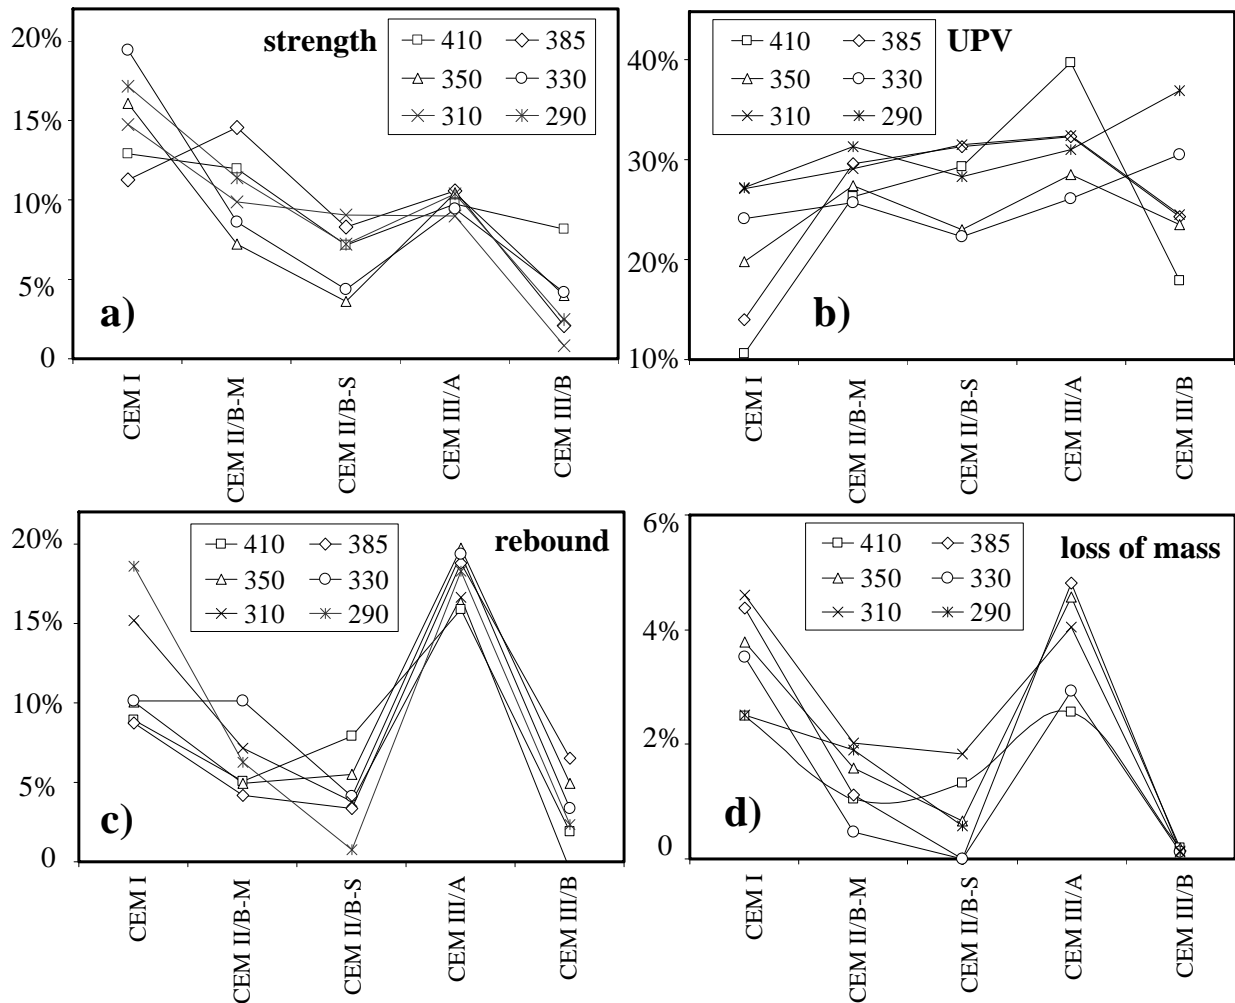 strength
410 385
350 330
310 290
20%
15%
10%
5%
0
a)
CEM I
CEM II/B-M
CEM II/B-S
CEM III/A
CEM III/B
UPV
410 385
350 330
310 290
40%
30%
20%
10%
b)
CEM I
CEM II/B-M
CEM II/B-S
CEM III/A
CEM III/B
rebound
410 385
350 330
310 290
20%
15%
10%
5%
0
c)
CEM I
CEM II/B-M
CEM II/B-S
CEM III/A
CEM III/B
loss of mass
410 385
350 330
310 290
6%
4%
2%
0
d)
CEM I
CEM II/B-M
CEM II/B-S
CEM III/A
CEM III/B